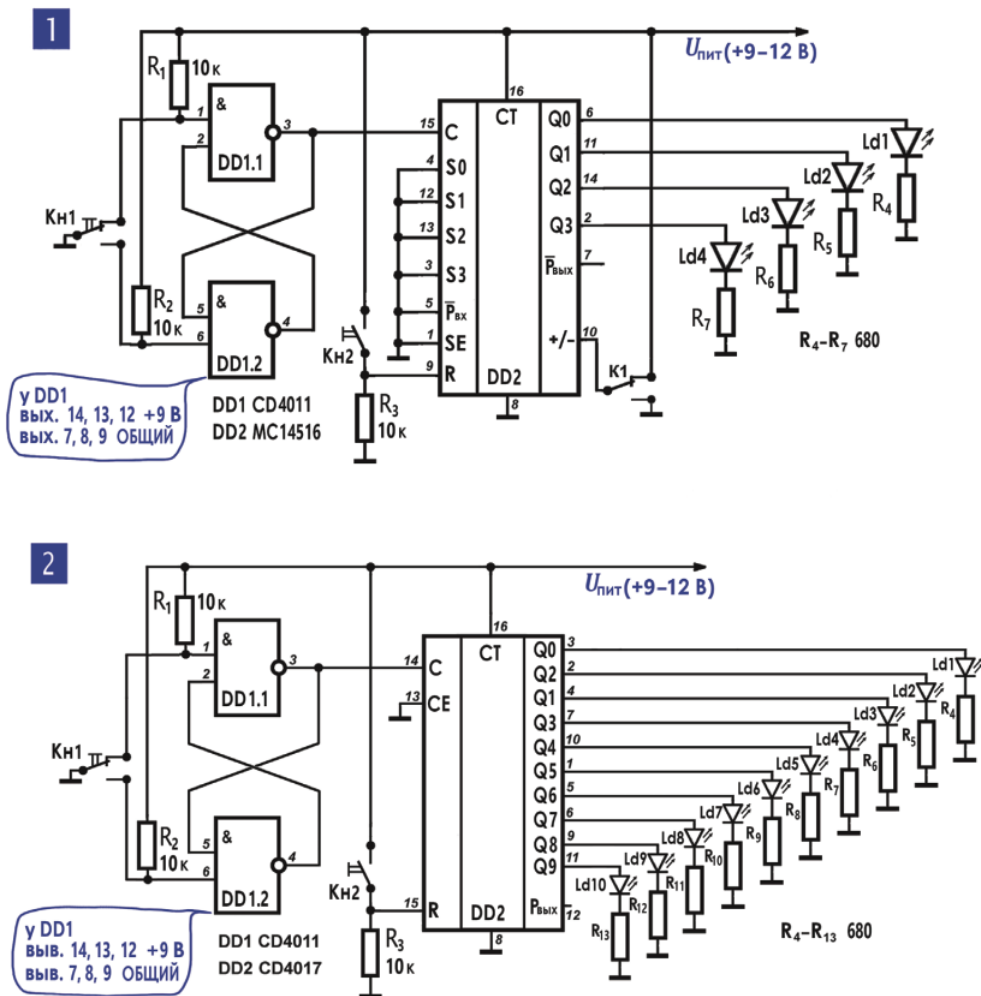 1
Uпит(+9–12 В)
R1 10к
16
1
&
2
DD1.1
3
Кн1
R2
10к
5
&
6
DD1.2
4
у DD1
вых. 14, 13, 12 +9 В
вых. 7, 8, 9 ОБЩИЙ
DD1 CD4011
DD2 MC14516
Кн2
R3
10к
CT
15 C
4 S0
12 S1
13 S2
3 S3
5 P̅вх
1 SE
9 R
DD2
8
Q0 6
Q1 11
Q2 14
Q3 2
P̅вых 7
+/- 10
К1
Ld1
Ld2
Ld3
Ld4
R4
R5
R6
R7
R4–R7 680
2
Uпит(+9–12 В)
R1 10к
16
1
&
2
DD1.1
3
Кн1
R2
10к
5
&
6
DD1.2
4
у DD1
выв. 14, 13, 12 +9 В
выв. 7, 8, 9 ОБЩИЙ
DD1 CD4011
DD2 CD4017
Кн2
R3
10к
CT
14 C
13 CE
15 R
DD2
8
Q0 3
Q2 2
Q1 4
Q3 7
Q4 10
Q5 1
Q6 5
Q7 6
Q8 9
Q9 11
Pвых 12
Ld1
Ld2
Ld3
Ld4
Ld5
Ld6
Ld7
Ld8
Ld9
Ld10
R4
R5
R6
R7
R8
R9
R10
R11
R12
R13
R4–R13 680